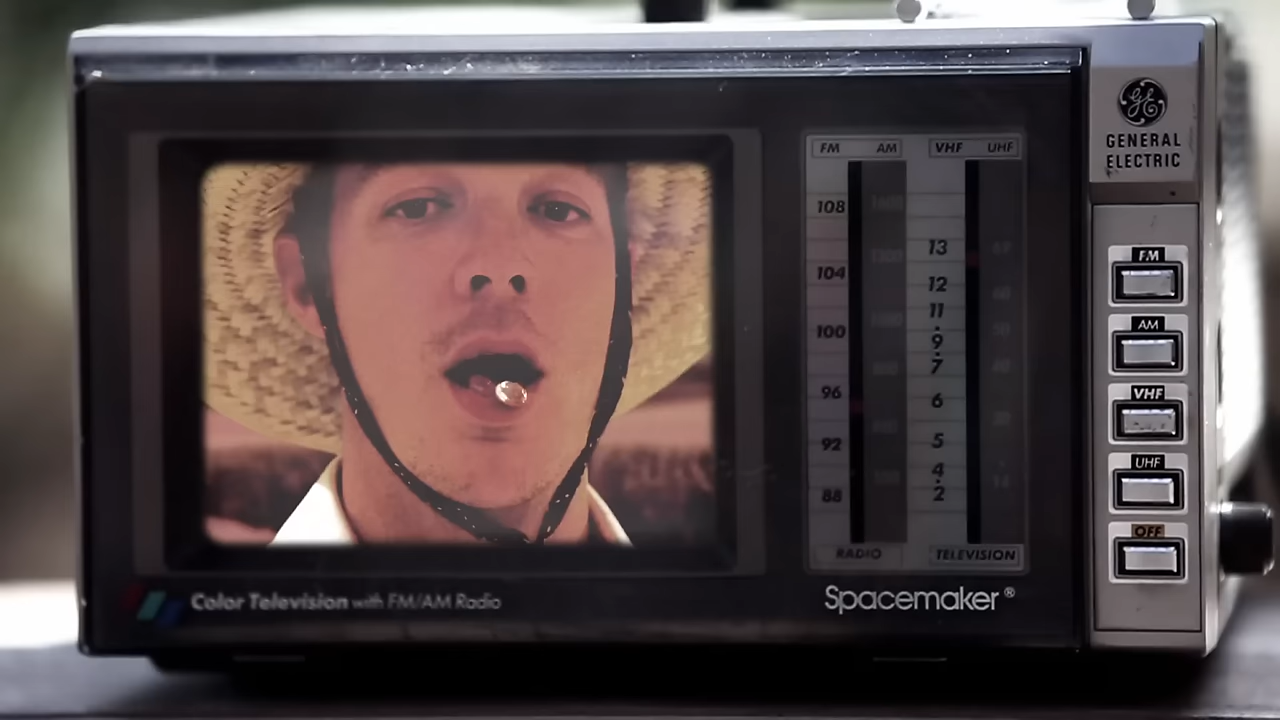 GE
GENERAL
ELECTRIC
FM AM VHF UHF
108
104
100
96
92
88
13
12
11
9
7
6
5
4
2
RADIO
TELEVISION
FM
AM
VHF
UHF
OFF
Color Television with FM/AM Radio
Spacemaker®